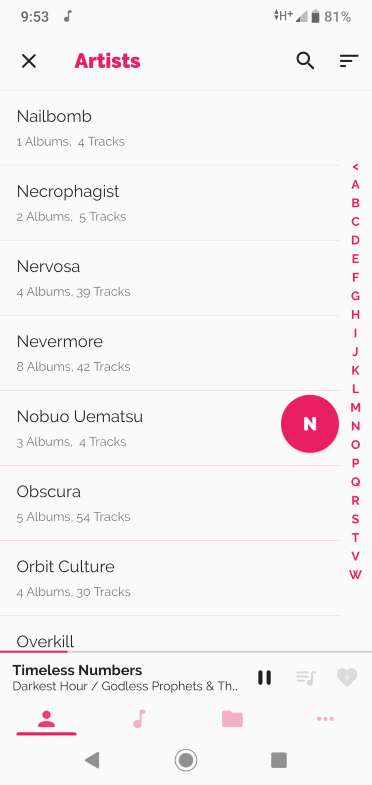 9:53 H+ 81%
Artists
Nailbomb
1 Albums, 4 Tracks
Necrophagist
2 Albums, 5 Tracks
Nervosa
4 Albums, 39 Tracks
Nevermore
8 Albums, 42 Tracks
Nobuo Uematsu
3 Albums, 4 Tracks
N
Obscura
5 Albums, 54 Tracks
Orbit Culture
4 Albums, 30 Tracks
Overkill
<
A
B
C
D
E
F
G
H
I
J
K
L
M
N
O
P
Q
R
S
T
V
W
Timeless Numbers
Darkest Hour / Godless Prophets & Th..